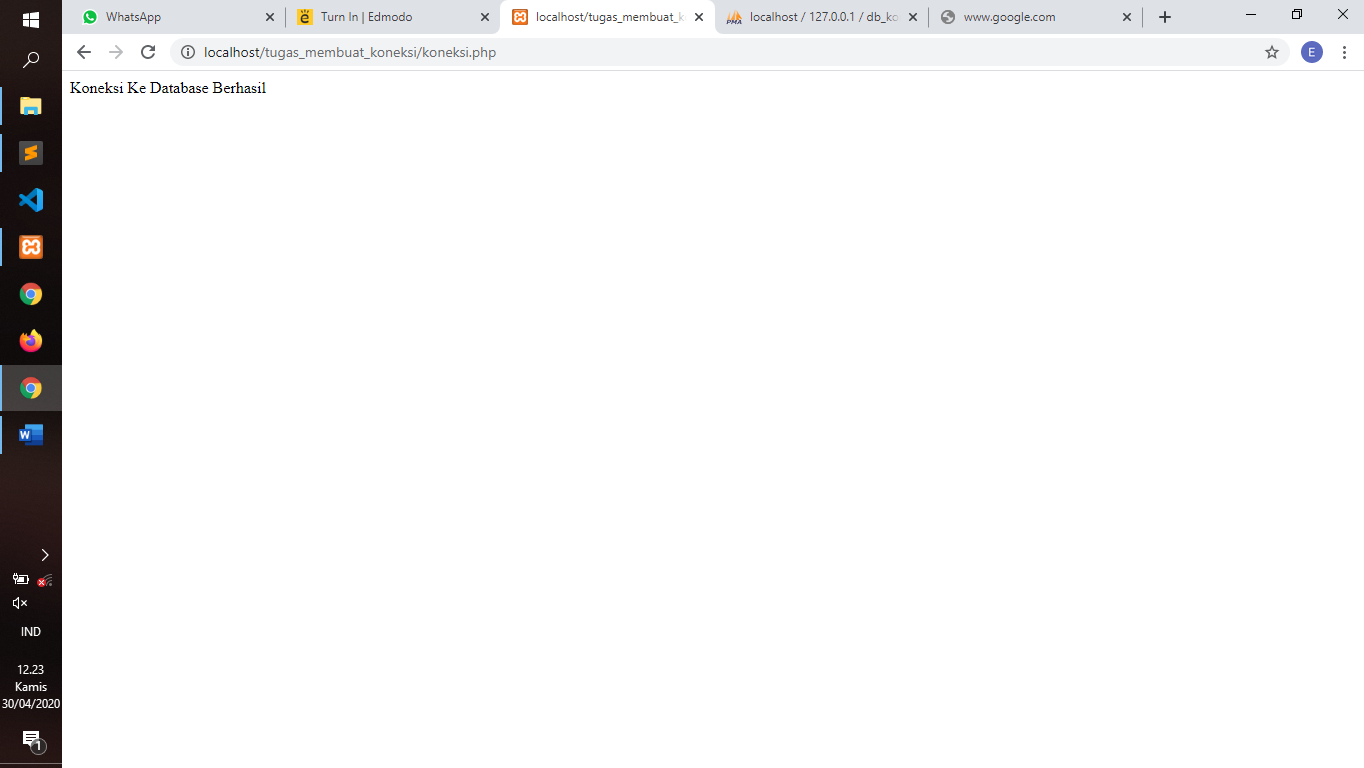 WhatsApp
Turn In | Edmodo
localhost/tugas_membuat_k
localhost / 127.0.0.1 / db_ko
www.google.com
localhost/tugas_membuat_koneksi/koneksi.php
E
Koneksi Ke Database Berhasil
IND
12.23
Kamis
30/04/2020
1